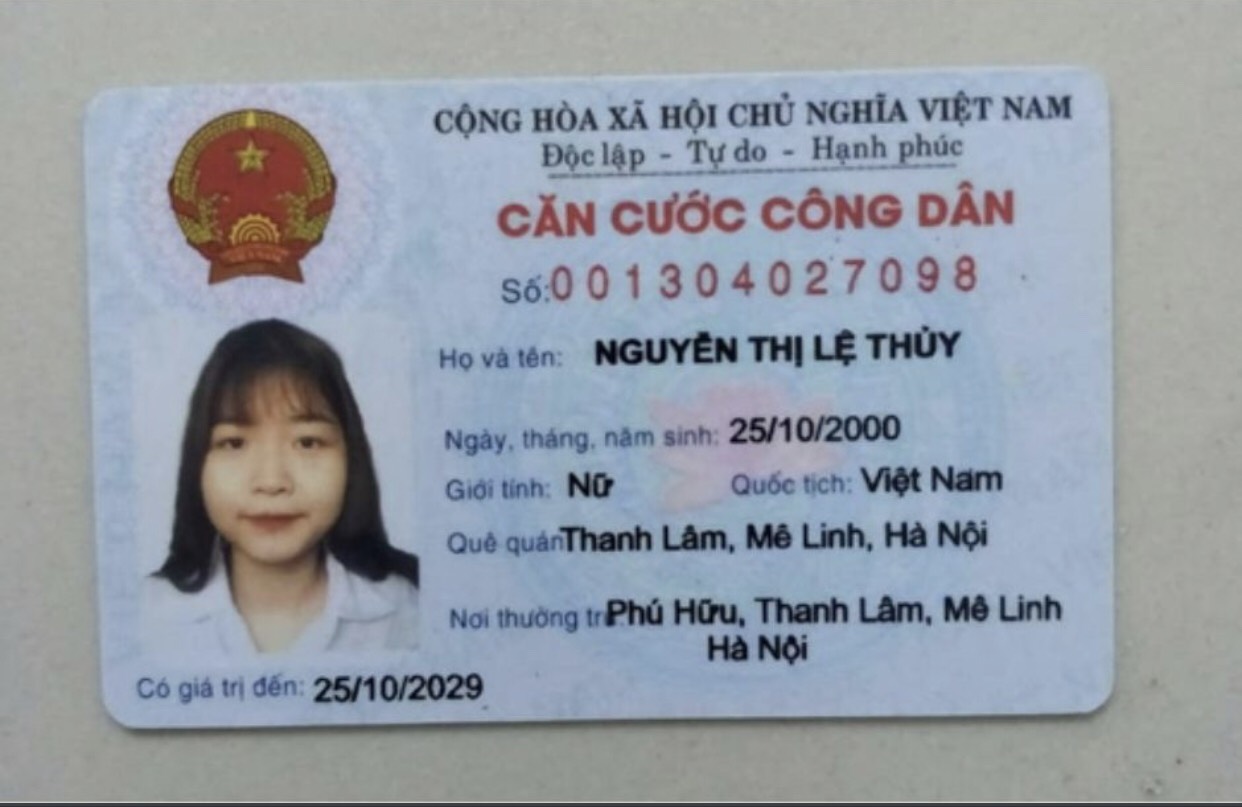 CỘNG HÒA XÃ HỘI CHỦ NGHĨA VIỆT NAM
Độc lập - Tự do - Hạnh phúc
CĂN CƯỚC CÔNG DÂN
Số: 001304027098
Họ và tên: NGUYỄN THỊ LỆ THỦY
Ngày, tháng, năm sinh: 25/10/2000
Giới tính: Nữ Quốc tịch: Việt Nam
Quê quán Thanh Lâm, Mê Linh, Hà Nội
Nơi thường tr Phú Hữu, Thanh Lâm, Mê Linh
Hà Nội
Có giá trị đến: 25/10/2029